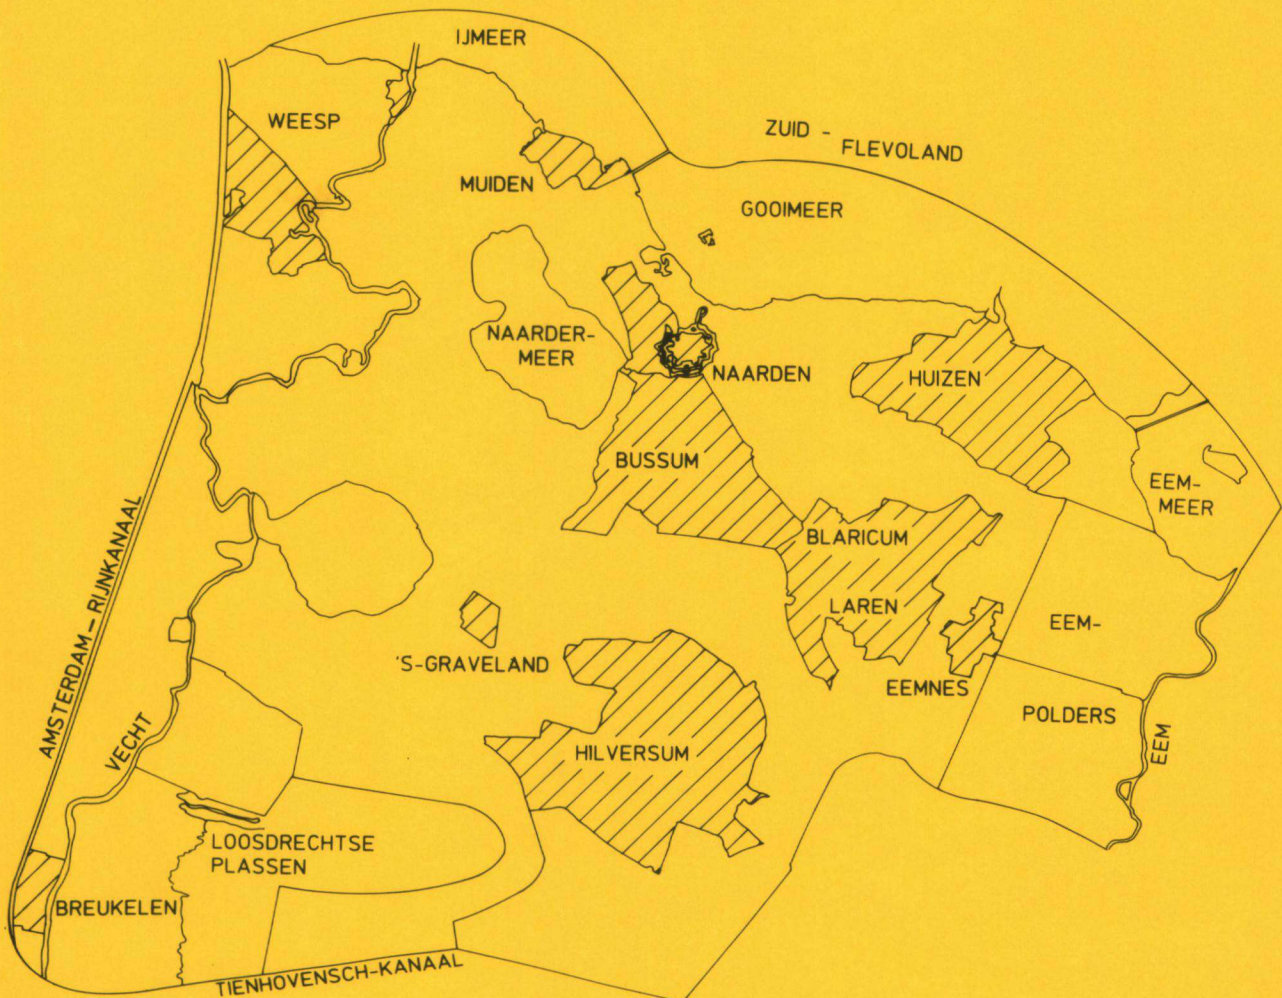 IJMEER
WEESP
ZUID -
FLEVOLAND
MUIDEN
GOOIMEER
NAARDER-
MEER
NAARDEN
HUIZEN
BUSSUM
EEM-
MEER
AMSTERDAM – RIJNKANAAL
BLARICUM
LAREN
EEM-
'S-GRAVELAND
EEMNES
POLDERS
VECHT
HILVERSUM
EEM
LOOSDRECHTSE
PLASSEN
BREUKELEN
TIENHOVENSCH-KANAAL